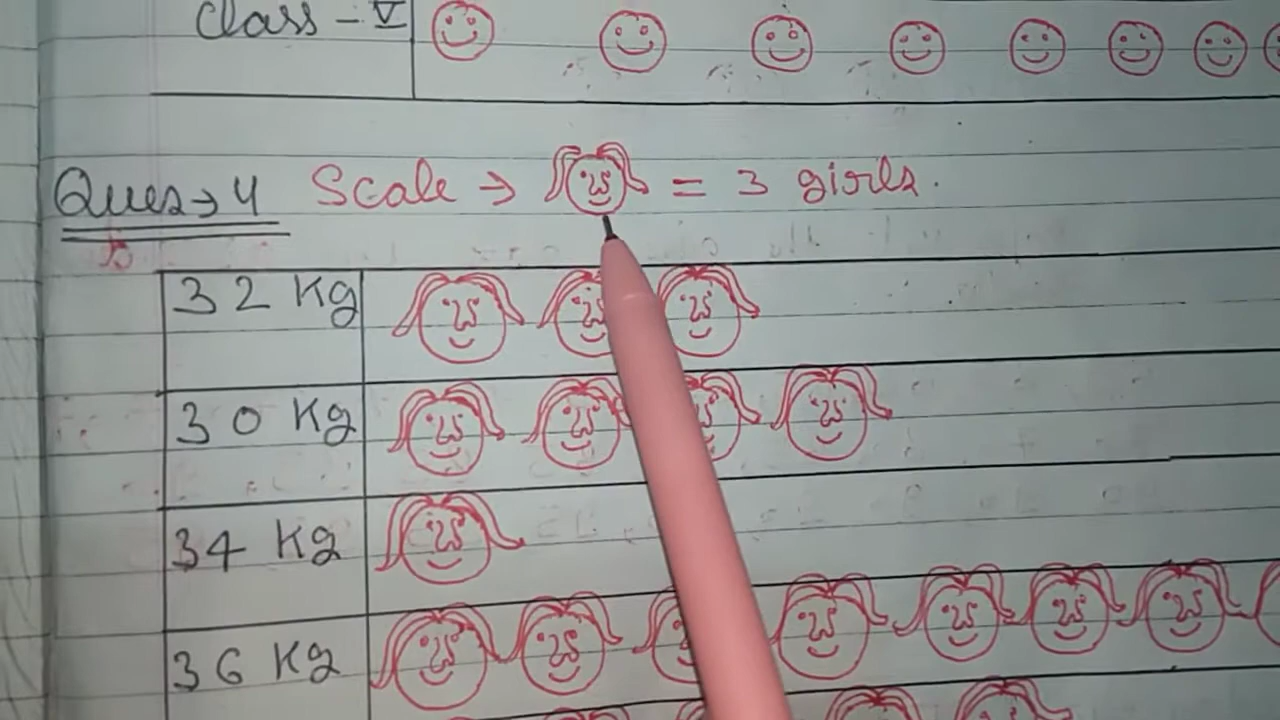 Class - V
Ques → 4 Scale → = 3 girls.
32 Kg
30 Kg
34 Kg
36 Kg